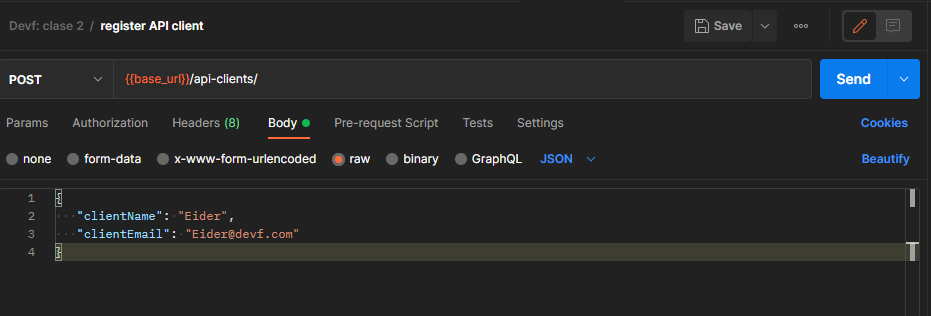 Devf: clase 2 / register API client
Save
POST {{base_url}}/api-clients/ Send
Params Authorization Headers (8) Body Pre-request Script Tests Settings Cookies
none form-data x-www-form-urlencoded raw binary GraphQL JSON Beautify
1 {
2 "clientName": "Eider",
3 "clientEmail": "Eider@devf.com"
4 }